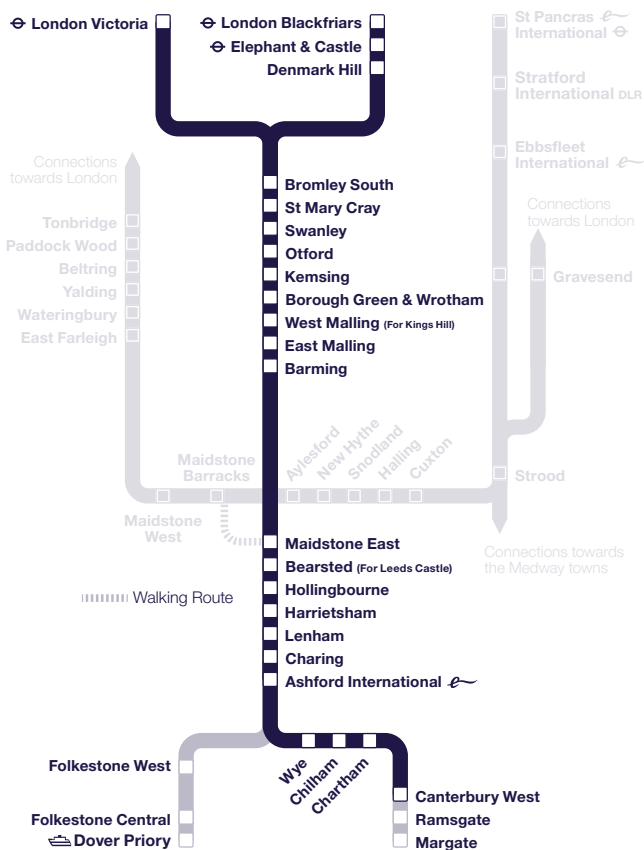 London Victoria
London Blackfriars
Elephant & Castle
Denmark Hill
St Pancras
International
Stratford
International DLR
Ebbsfleet
International
Connections
towards London
Connections
towards London
Tonbridge
Paddock Wood
Beltring
Yalding
Wateringbury
East Farleigh
Gravesend
Bromley South
St Mary Cray
Swanley
Otford
Kemsing
Borough Green & Wrotham
West Malling (For Kings Hill)
East Malling
Barming
Maidstone
Barracks
Maidstone
West
Aylesford
New Hythe
Snodland
Halling
Cuxton
Strood
Connections towards
the Medway towns
Maidstone East
Bearsted (For Leeds Castle)
Hollingbourne
Harrietsham
Lenham
Charing
Ashford International
Walking Route
Folkestone West
Folkestone Central
Dover Priory
Wye
Chilham
Chartham
Canterbury West
Ramsgate
Margate